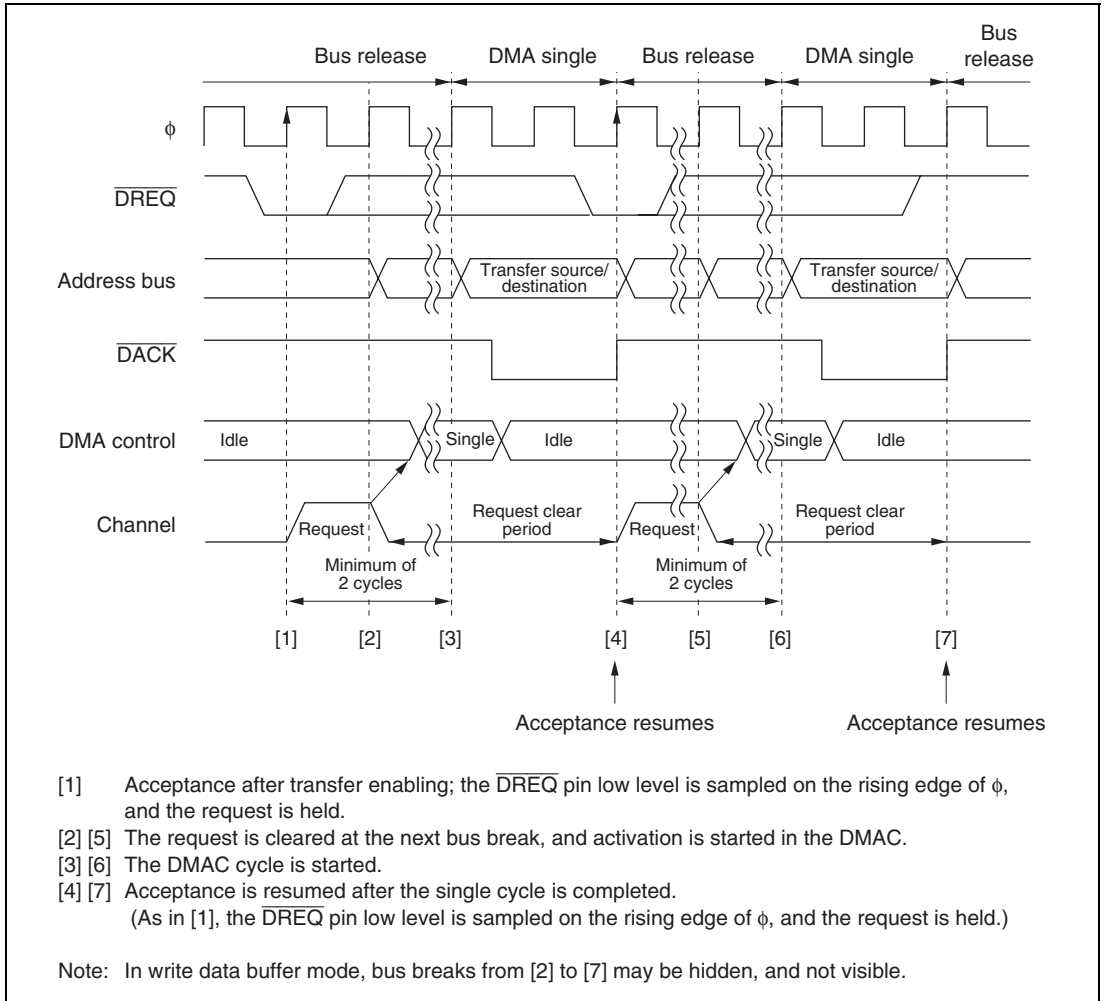 Bus release DMA single Bus release DMA single Bus release
ϕ
DREQ
Address bus Transfer source/ destination Transfer source/ destination
DACK
DMA control Idle Single Idle Single Idle
Channel Request Request clear period Request Request clear period
Minimum of 2 cycles Minimum of 2 cycles
[1] [2] [3] [4] [5] [6] [7]
Acceptance resumes Acceptance resumes
[1] Acceptance after transfer enabling; the DREQ pin low level is sampled on the rising edge of ϕ,
and the request is held.
[2] [5] The request is cleared at the next bus break, and activation is started in the DMAC.
[3] [6] The DMAC cycle is started.
[4] [7] Acceptance is resumed after the single cycle is completed.
(As in [1], the DREQ pin low level is sampled on the rising edge of ϕ, and the request is held.)
Note: In write data buffer mode, bus breaks from [2] to [7] may be hidden, and not visible.